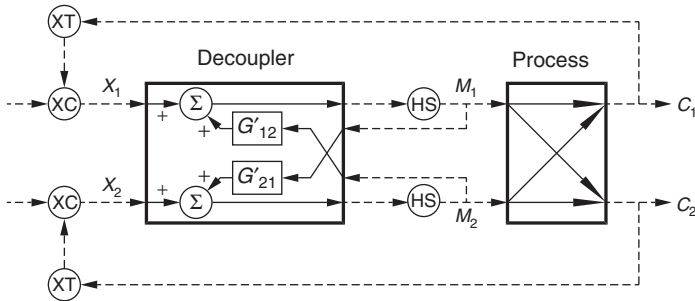 XT
Decoupler
Process
XC
X₁
+
Σ
+
G′₁₂
HS
M₁
C₁
XC
X₂
+
+
Σ
G′₂₁
HS
M₂
C₂
XT